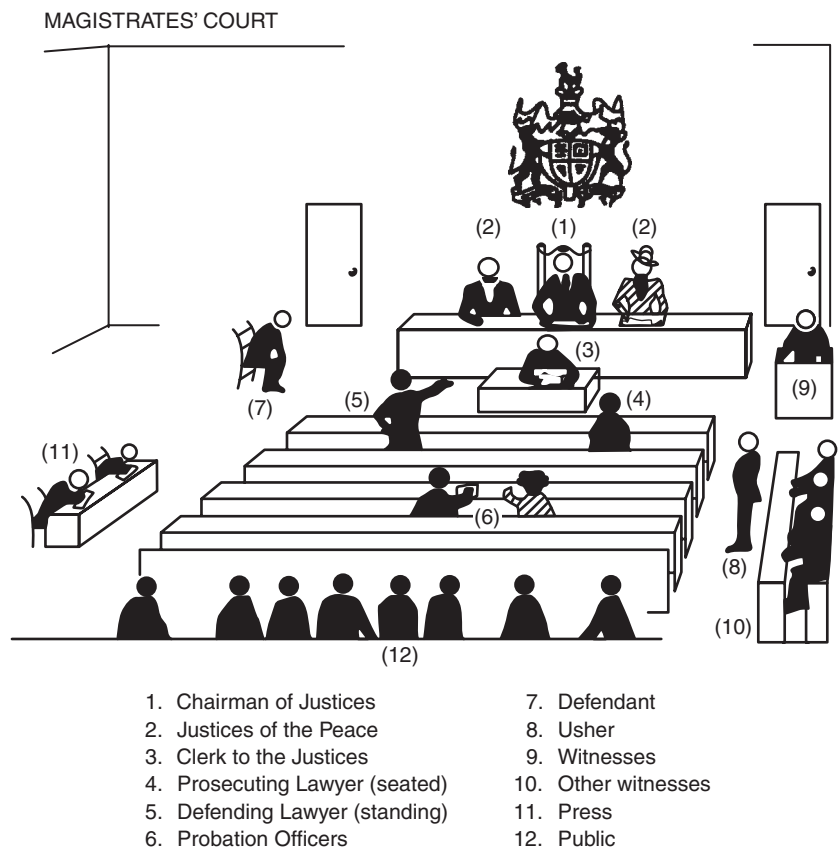 MAGISTRATES' COURT
(2) (1) (2)
(3)
(9)
(7)
(5) (4)
(11)
(6)
(8)
(10)
(12)
1. Chairman of Justices
2. Justices of the Peace
3. Clerk to the Justices
4. Prosecuting Lawyer (seated)
5. Defending Lawyer (standing)
6. Probation Officers
7. Defendant
8. Usher
9. Witnesses
10. Other witnesses
11. Press
12. Public